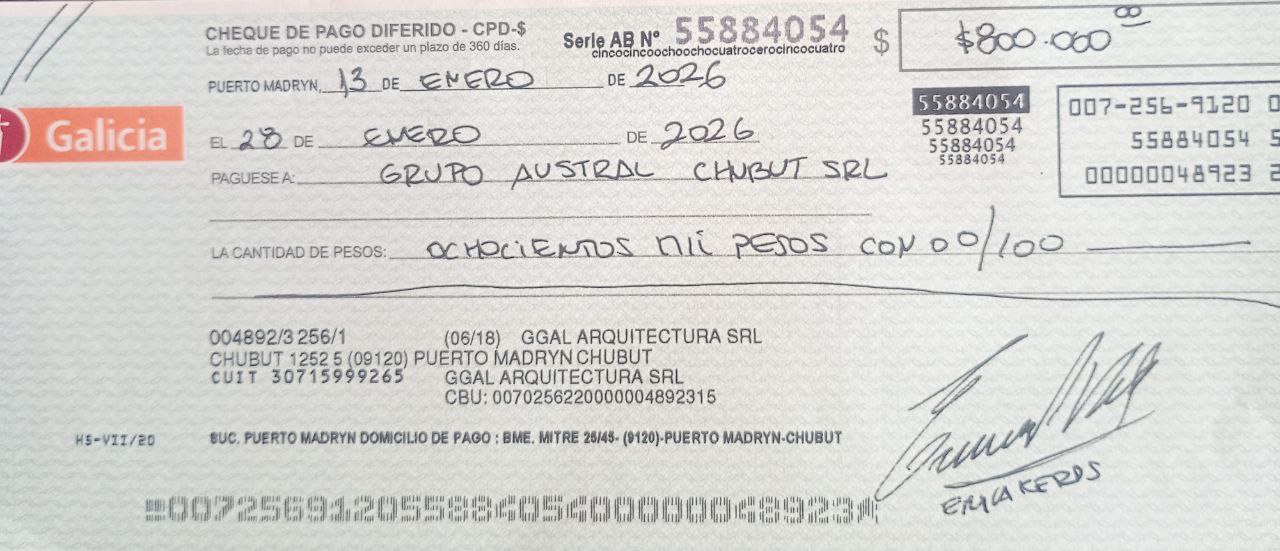 CHEQUE DE PAGO DIFERIDO - CPD-$
La fecha de pago no puede exceder un plazo de 360 días.
Serie AB Nº 55884054
cincocincoochoochocuatrocerocincocuatro
$ $800.000 00
PUERTO MADRYN, 13 DE ENERO DE 2026
Galicia
EL 28 DE ENERO DE 2026
PAGUESE A: GRUPO AUSTRAL CHUBUT SRL
55884054
55884054
55884054
55884054
007-256-9120 0
55884054 5
00000048923 2
LA CANTIDAD DE PESOS: OCHOCIENTOS MIL PESOS CON 00/100
004892/3 256/1 (06/18) GGAL ARQUITECTURA SRL
CHUBUT 1252 5 (09120) PUERTO MADRYN CHUBUT
CUIT 30715999265 GGAL ARQUITECTURA SRL
CBU: 0070256220000004892315
HS-VII/20
SUC. PUERTO MADRYN DOMICILIO DE PAGO : BME. MITRE 25/45- (9120)-PUERTO MADRYN-CHUBUT
00725691205588405400000048923